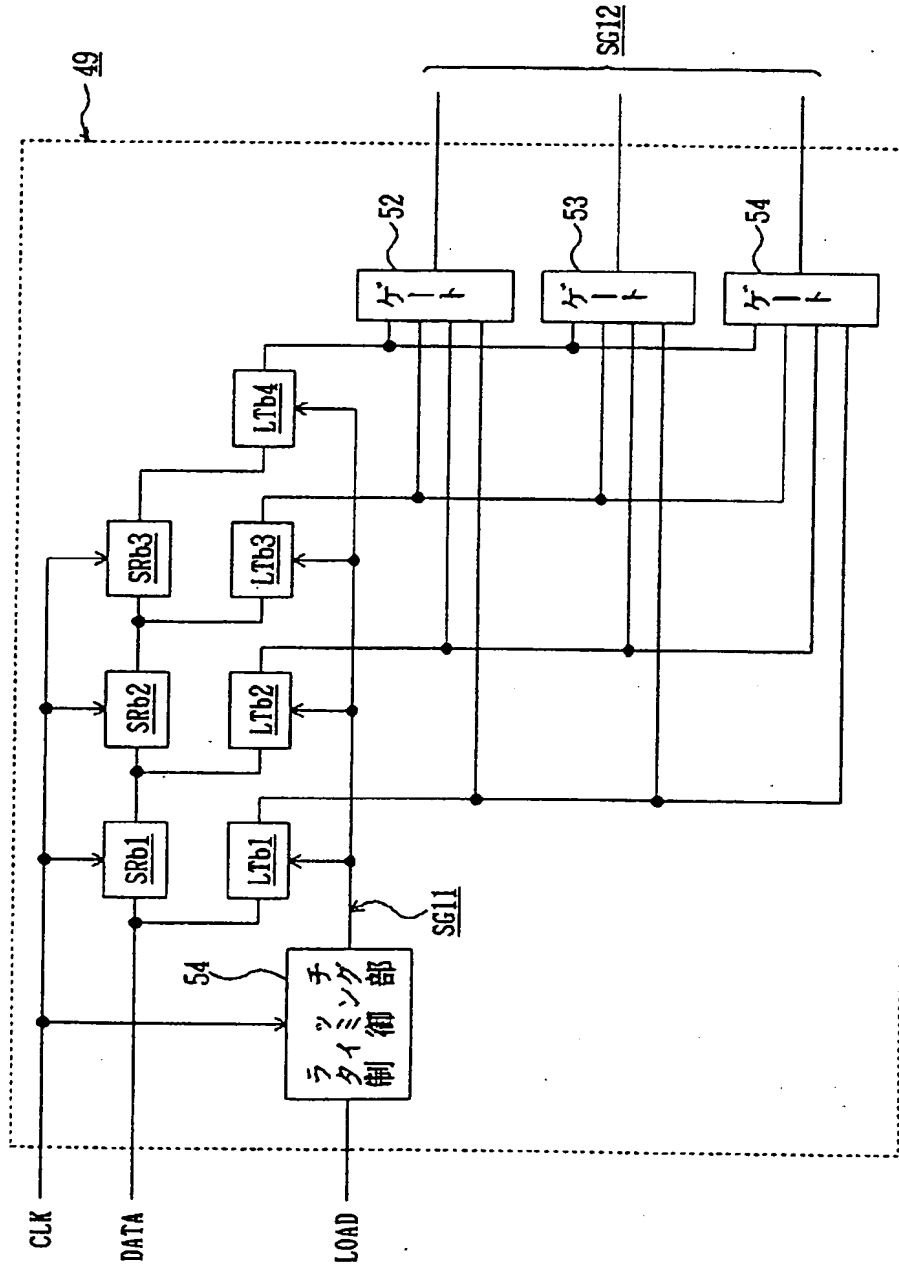 49
CLK
DATA
LOAD
SRb1
SRb2
SRb3
LTb1
LTb2
LTb3
LTb4
54
ラッチ
タイミング
制御部
SG11
ゲート
52
ゲート
53
ゲート
54
SG12